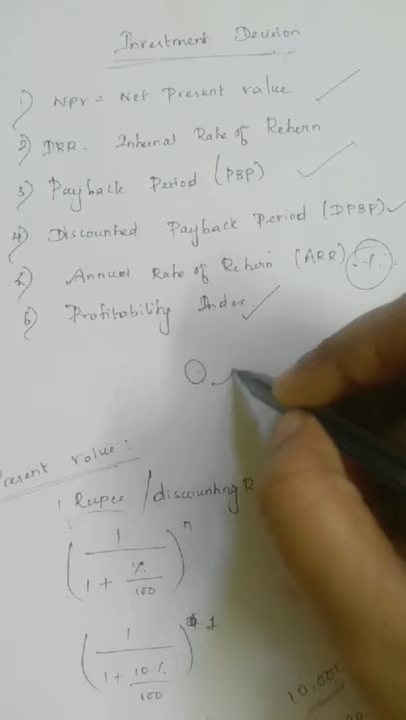 Investment Decision
1) NPV = Net Present value
2) IRR - Internal Rate of Return
3) Payback Period (PBP)
4) Discounted Payback Period (DPBP)
5) Annual Rate of Return (ARR) %
6) Profitability Index
Present value :
1 Rupee / discounting R
(1 / 1 + % / 100)^n
(1 / 1 + 10% / 100)^1
10,000